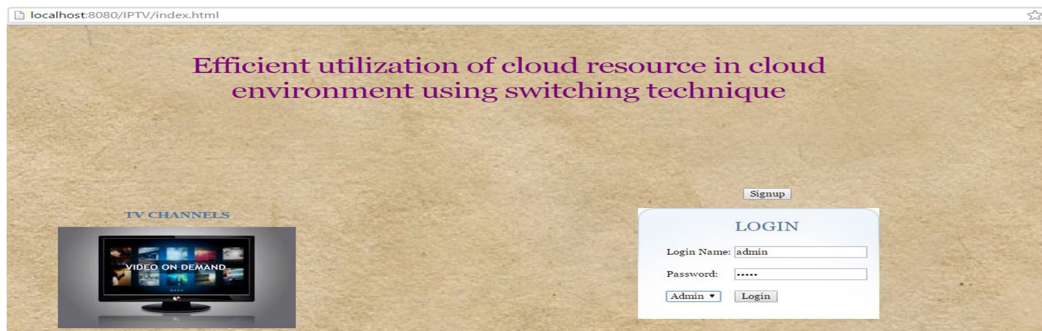 localhost:8080/IPTV/index.html
Efficient utilization of cloud resource in cloud
environment using switching technique
Signup
TV CHANNELS
VIDEO ON DEMAND
LOGIN
Login Name: admin
Password: •••••
Admin ▼ Login